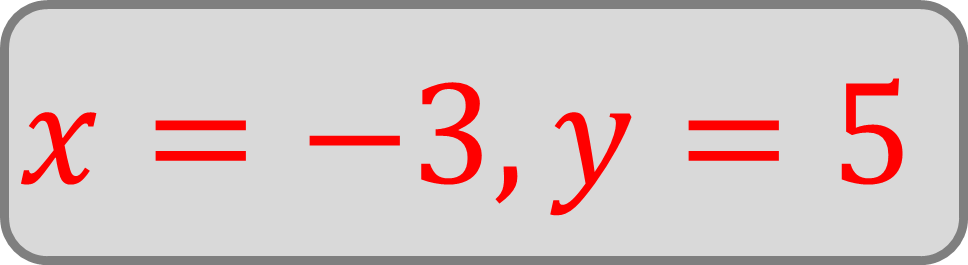 x = −3, y = 5